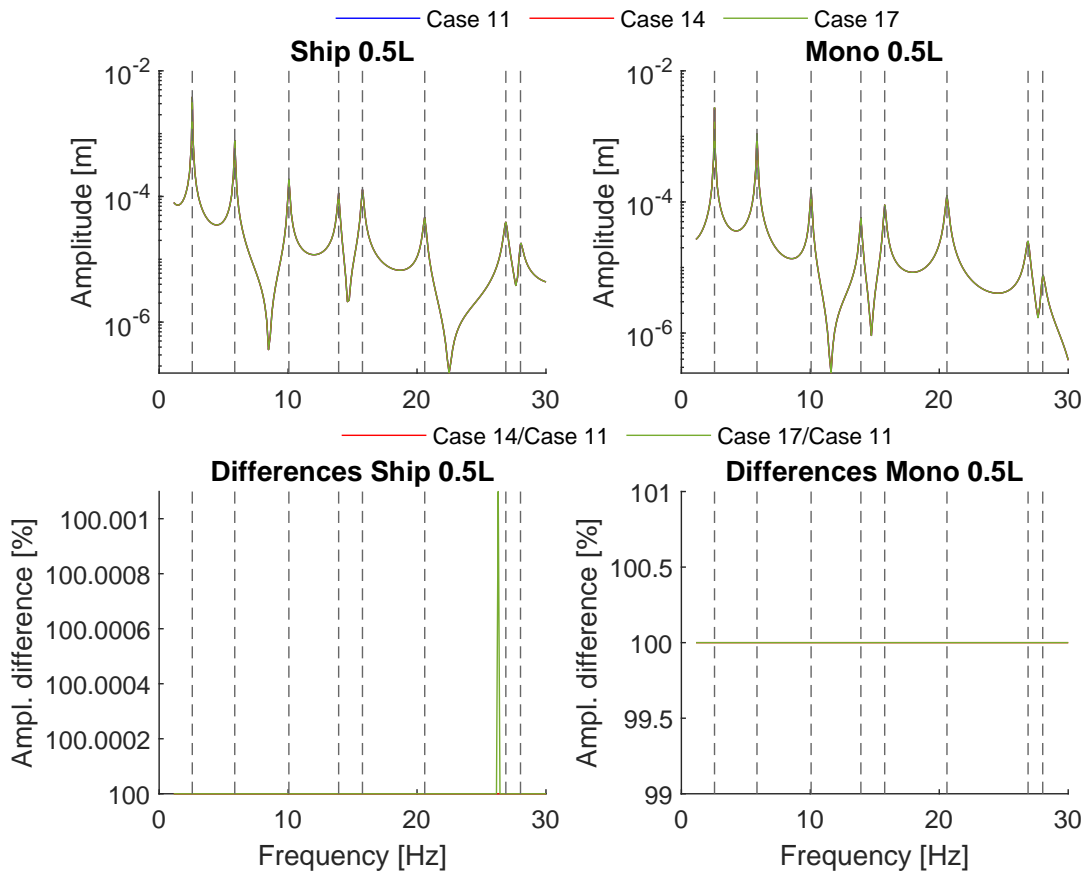 Case 11 Case 14 Case 17
Ship 0.5L
Mono 0.5L
10^-2
10^-4
10^-6
Amplitude [m]
0 10 20 30
10^-2
10^-4
10^-6
Amplitude [m]
0 10 20 30
Case 14/Case 11 Case 17/Case 11
Differences Ship 0.5L
Differences Mono 0.5L
100.001
100.0008
100.0006
100.0004
100.0002
100
Ampl. difference [%]
0 10 20 30
Frequency [Hz]
101
100.5
100
99.5
99
Ampl. difference [%]
0 10 20 30
Frequency [Hz]